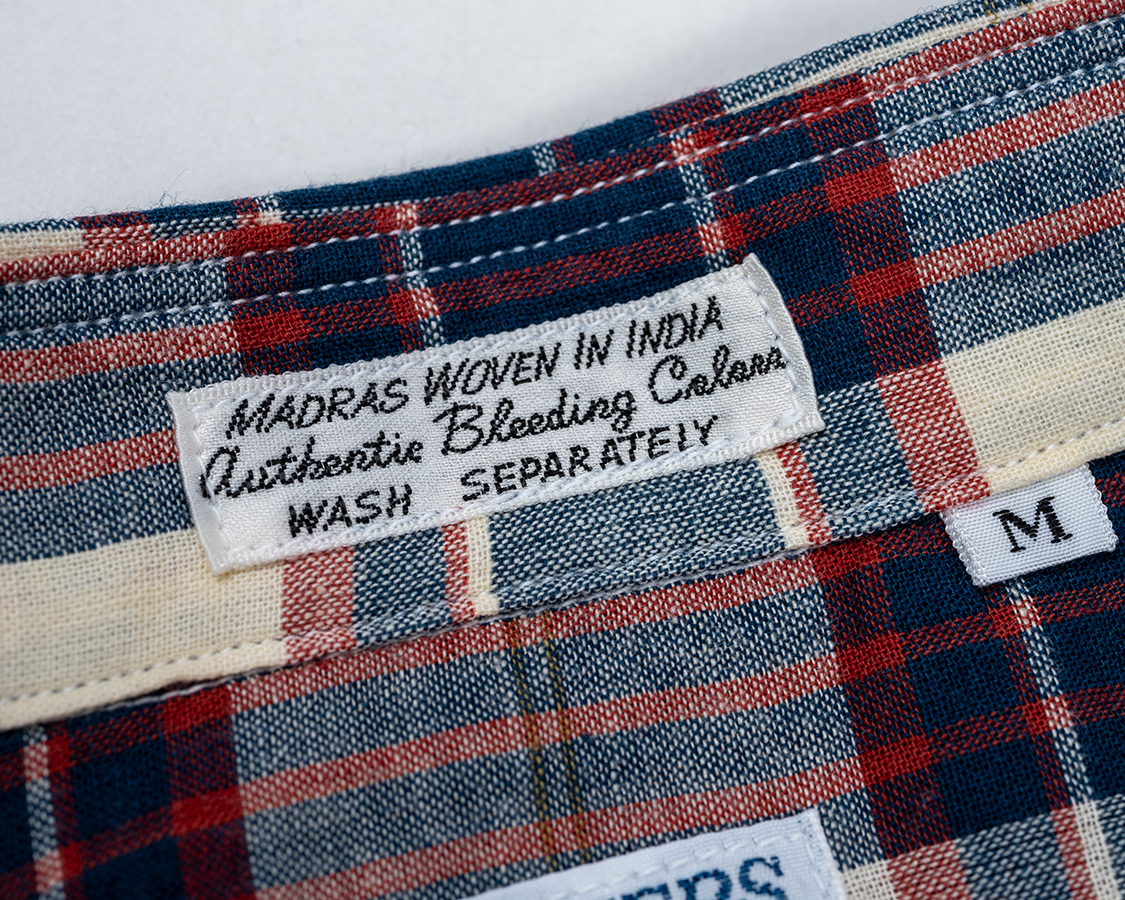 MADRAS WOVEN IN INDIA
Authentic Bleeding Colors
WASH SEPARATELY
M